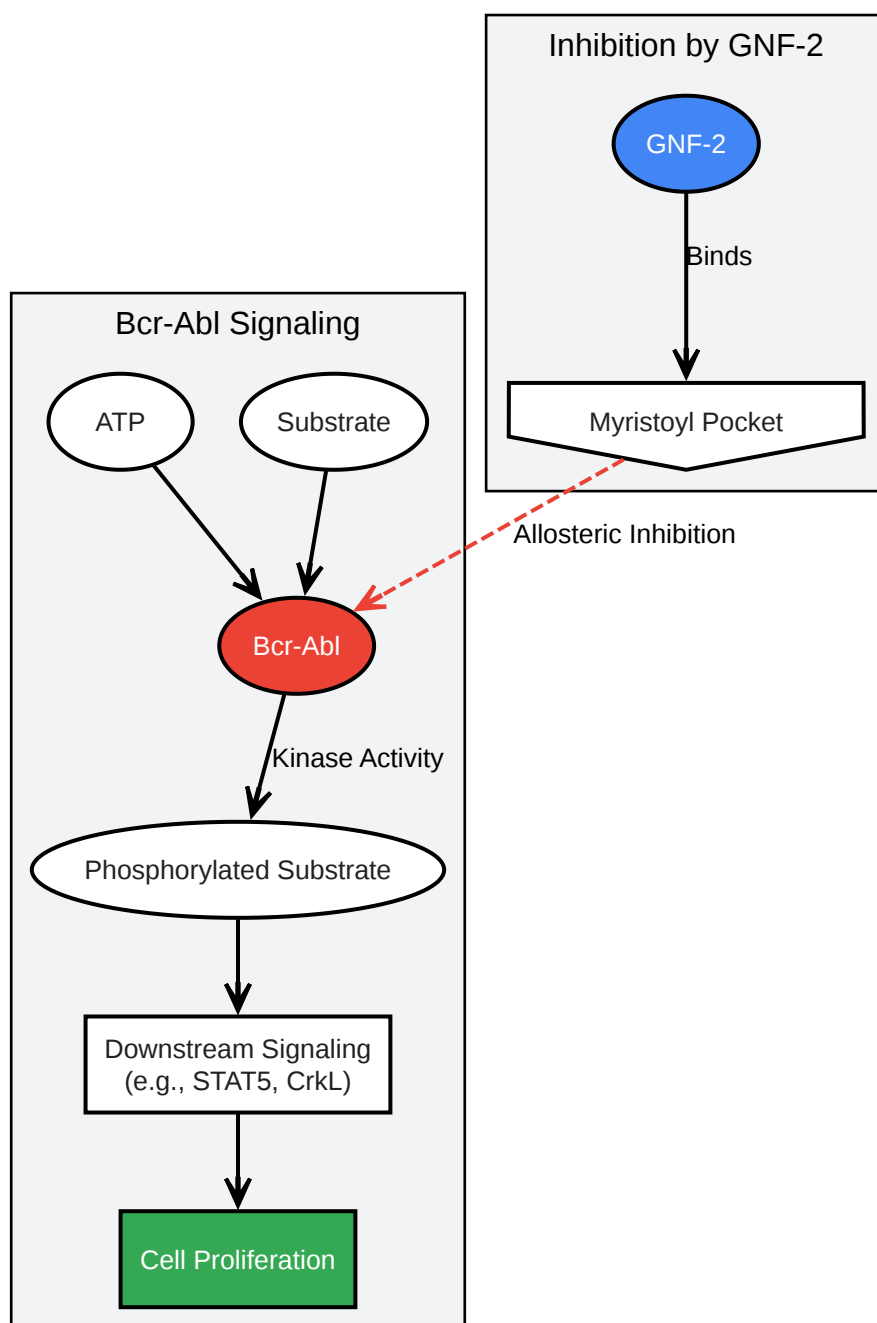 Inhibition by GNF-2
GNF-2
Binds
Myristoyl Pocket
Allosteric Inhibition
Bcr-Abl Signaling
ATP
Substrate
Bcr-Abl
Kinase Activity
Phosphorylated Substrate
Downstream Signaling
(e.g., STAT5, CrkL)
Cell Proliferation